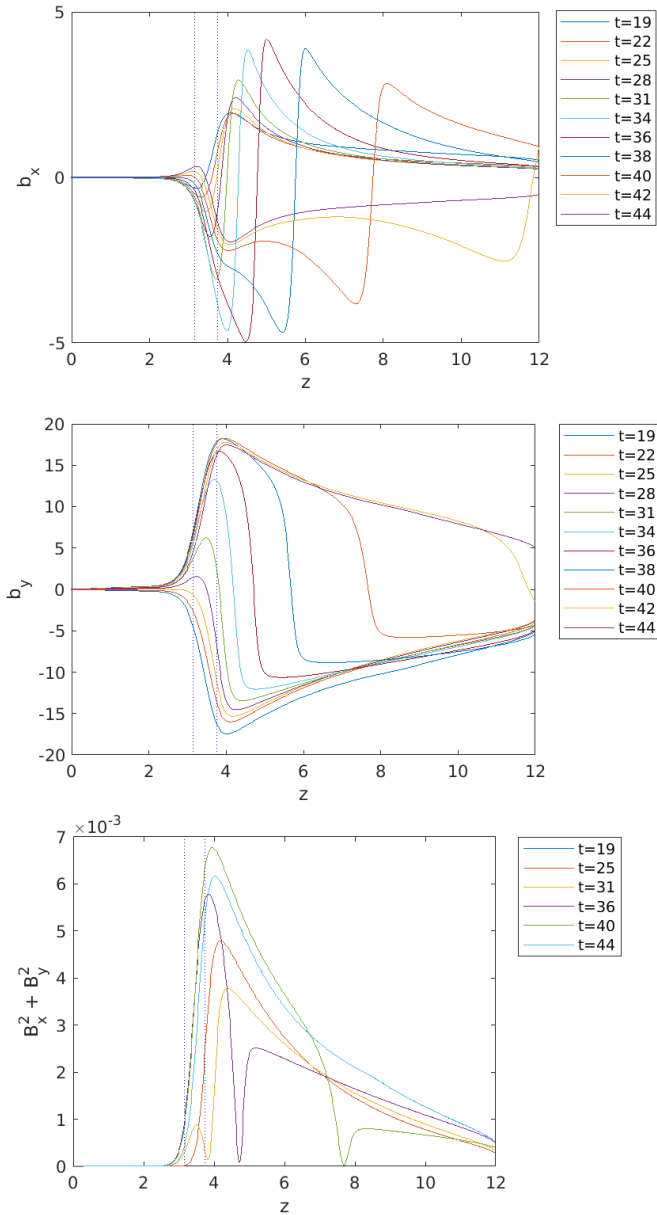 5
0
-5
b_x
0
2
4
6
8
10
12
z
t=19
t=22
t=25
t=28
t=31
t=34
t=36
t=38
t=40
t=42
t=44
20
15
10
5
0
-5
-10
-15
-20
b_y
0
2
4
6
8
10
12
z
t=19
t=22
t=25
t=28
t=31
t=34
t=36
t=38
t=40
t=42
t=44
×10⁻³
7
6
5
4
3
2
1
0
B_x^2 + B_y^2
0
2
4
6
8
10
12
z
t=19
t=25
t=31
t=36
t=40
t=44